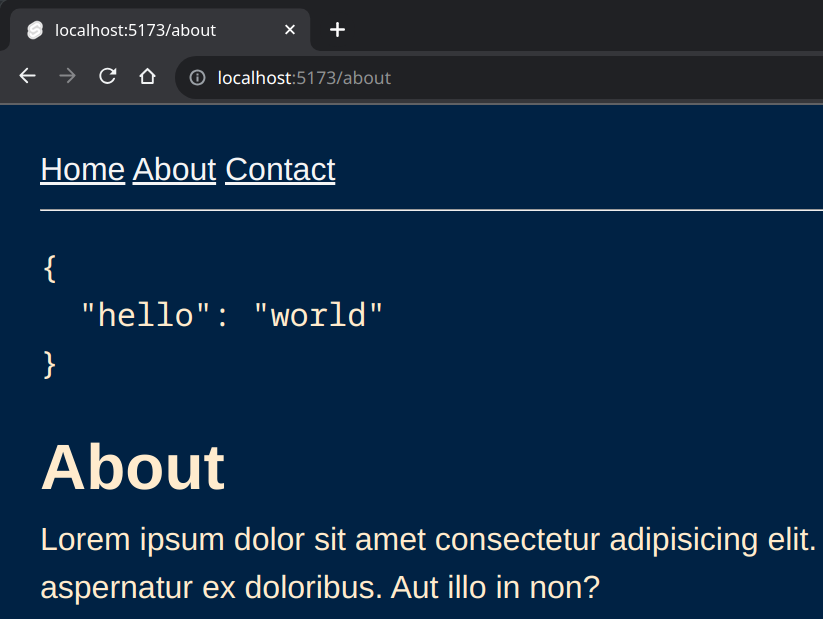 localhost:5173/about
localhost:5173/about
Home About Contact
{
  "hello": "world"
}
About
Lorem ipsum dolor sit amet consectetur adipisicing elit.
aspernatur ex doloribus. Aut illo in non?